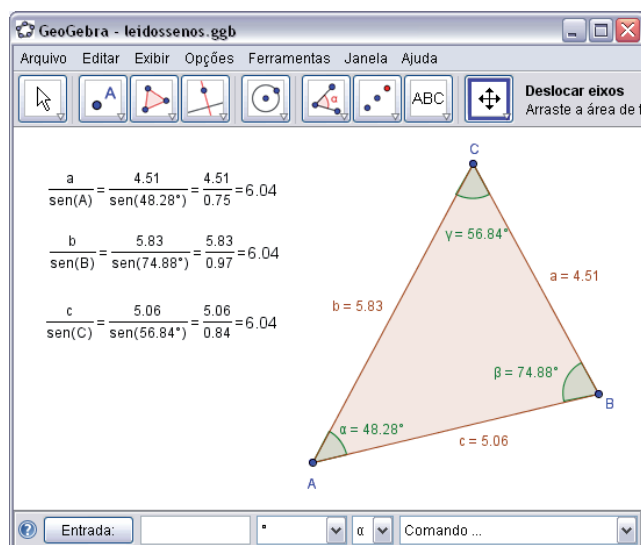 GeoGebra - leidossenos.ggb
Arquivo Editar Exibir Opções Ferramentas Janela Ajuda
A
α
ABC
Deslocar eixos
Arraste a área de
a/sen(A) = 4.51/sen(48.28°) = 4.51/0.75 = 6.04
b/sen(B) = 5.83/sen(74.88°) = 5.83/0.97 = 6.04
c/sen(C) = 5.06/sen(56.84°) = 5.06/0.84 = 6.04
C
γ = 56.84°
a = 4.51
b = 5.83
β = 74.88°
B
α = 48.28°
c = 5.06
A
Entrada:
°
α
Comando ...